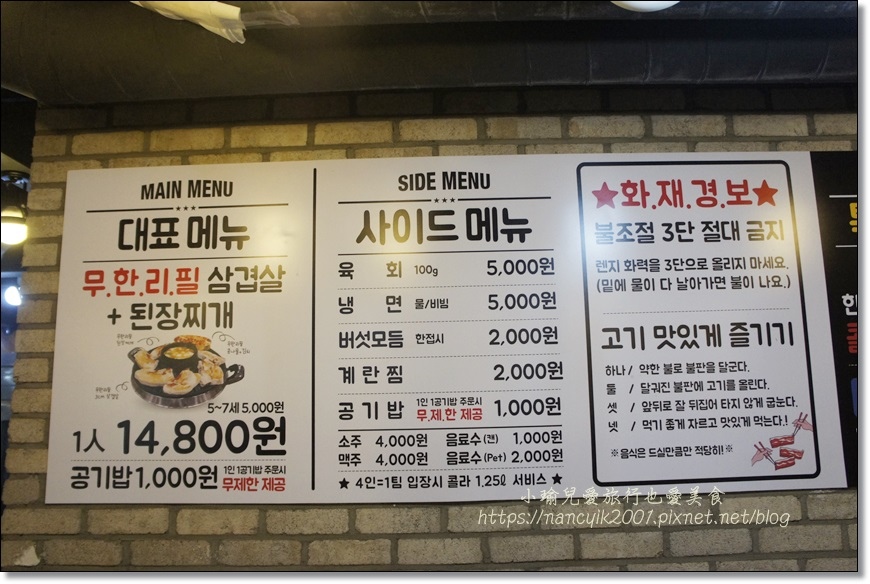 MAIN MENU
대표 메뉴
무.한.리.필 삼겹살
+ 된장찌개
5~7세 5,000원
1人 14,800원
공기밥 1,000원 1인 1공기밥 주문시
무제한 제공
SIDE MENU
사이드 메뉴
육 회 100g 5,000원
냉 면 물/비빔 5,000원
버섯모듬 한접시 2,000원
계란찜 2,000원
공기밥 1인 1공기밥 주문시 무.제.한 제공 1,000원
소주 4,000원 음료수(캔) 1,000원
맥주 4,000원 음료수(Pet) 2,000원
★ 4인=1팀 입장시 콜라 1,25ℓ 서비스 ★
★화.재.경.보★
불조절 3단 절대 금지
렌지 화력을 3단으로 올리지 마세요.
(밑에 물이 다 날아가면 불이 나요.)
고기 맛있게 즐기기
하나 / 약한 불로 불판을 달군다.
둘 / 달궈진 불판에 고기를 올린다.
셋 / 앞뒤로 잘 뒤집어 타지 않게 굽는다.
넷 / 먹기 좋게 자르고 맛있게 먹는다.!
※음식은 드실만큼만 적당히!※
小瑜兒愛旅行也愛美食
https://nancyik2001.pixnet.net/blog